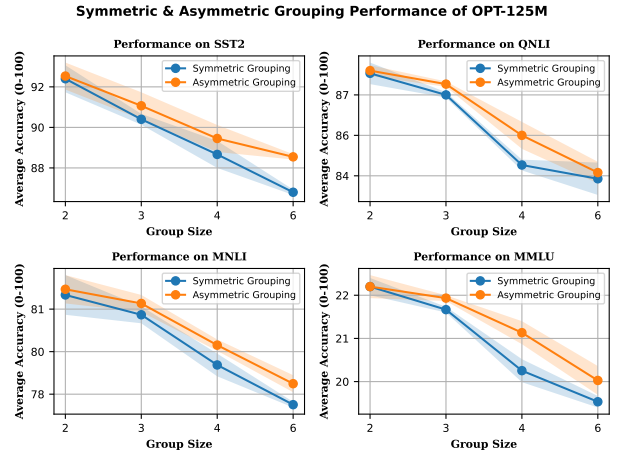 Symmetric & Asymmetric Grouping Performance of OPT-125M
Performance on SST2
Average Accuracy (0-100)
92
90
88
2
3
4
6
Group Size
Symmetric Grouping
Asymmetric Grouping
Performance on QNLI
Average Accuracy (0-100)
87
86
84
2
3
4
6
Group Size
Symmetric Grouping
Asymmetric Grouping
Performance on MNLI
Average Accuracy (0-100)
81
80
78
2
3
4
6
Group Size
Symmetric Grouping
Asymmetric Grouping
Performance on MMLU
Average Accuracy (0-100)
22
21
20
2
3
4
6
Group Size
Symmetric Grouping
Asymmetric Grouping